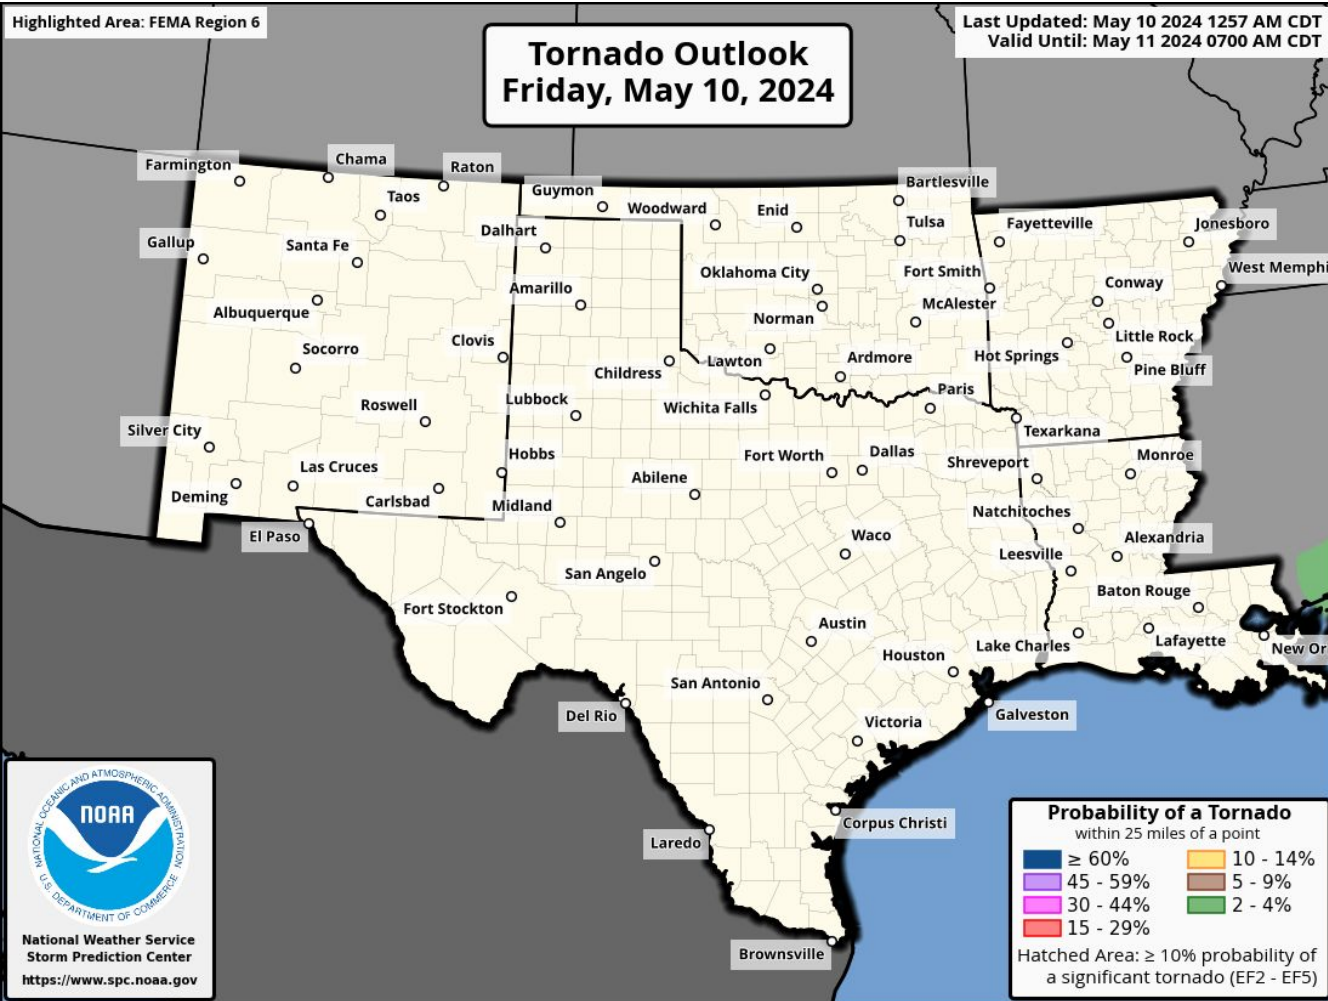 Highlighted Area: FEMA Region 6
Last Updated: May 10 2024 1257 AM CDT
Valid Until: May 11 2024 0700 AM CDT
Tornado Outlook
Friday, May 10, 2024
Farmington
Chama
Raton
Taos
Guymon
Woodward
Enid
Bartlesville
Tulsa
Fayetteville
Jonesboro
Gallup
Santa Fe
Dalhart
Oklahoma City
Fort Smith
West Memphi
Albuquerque
Amarillo
Norman
McAlester
Conway
Socorro
Clovis
Childress
Lawton
Ardmore
Hot Springs
Little Rock
Pine Bluff
Roswell
Lubbock
Wichita Falls
Paris
Texarkana
Silver City
Las Cruces
Hobbs
Abilene
Fort Worth
Dallas
Shreveport
Monroe
Deming
Carlsbad
Midland
Natchitoches
El Paso
San Angelo
Waco
Leesville
Alexandria
Fort Stockton
Austin
Baton Rouge
Houston
Lake Charles
Lafayette
New Or
San Antonio
Del Rio
Victoria
Galveston
Laredo
Corpus Christi
Brownsville
NATIONAL OCEANIC AND ATMOSPHERIC ADMINISTRATION
NOAA
U.S. DEPARTMENT OF COMMERCE
National Weather Service
Storm Prediction Center
https://www.spc.noaa.gov
Probability of a Tornado
within 25 miles of a point
≥ 60%
45 - 59%
30 - 44%
15 - 29%
10 - 14%
5 - 9%
2 - 4%
Hatched Area: ≥ 10% probability of
a significant tornado (EF2 - EF5)